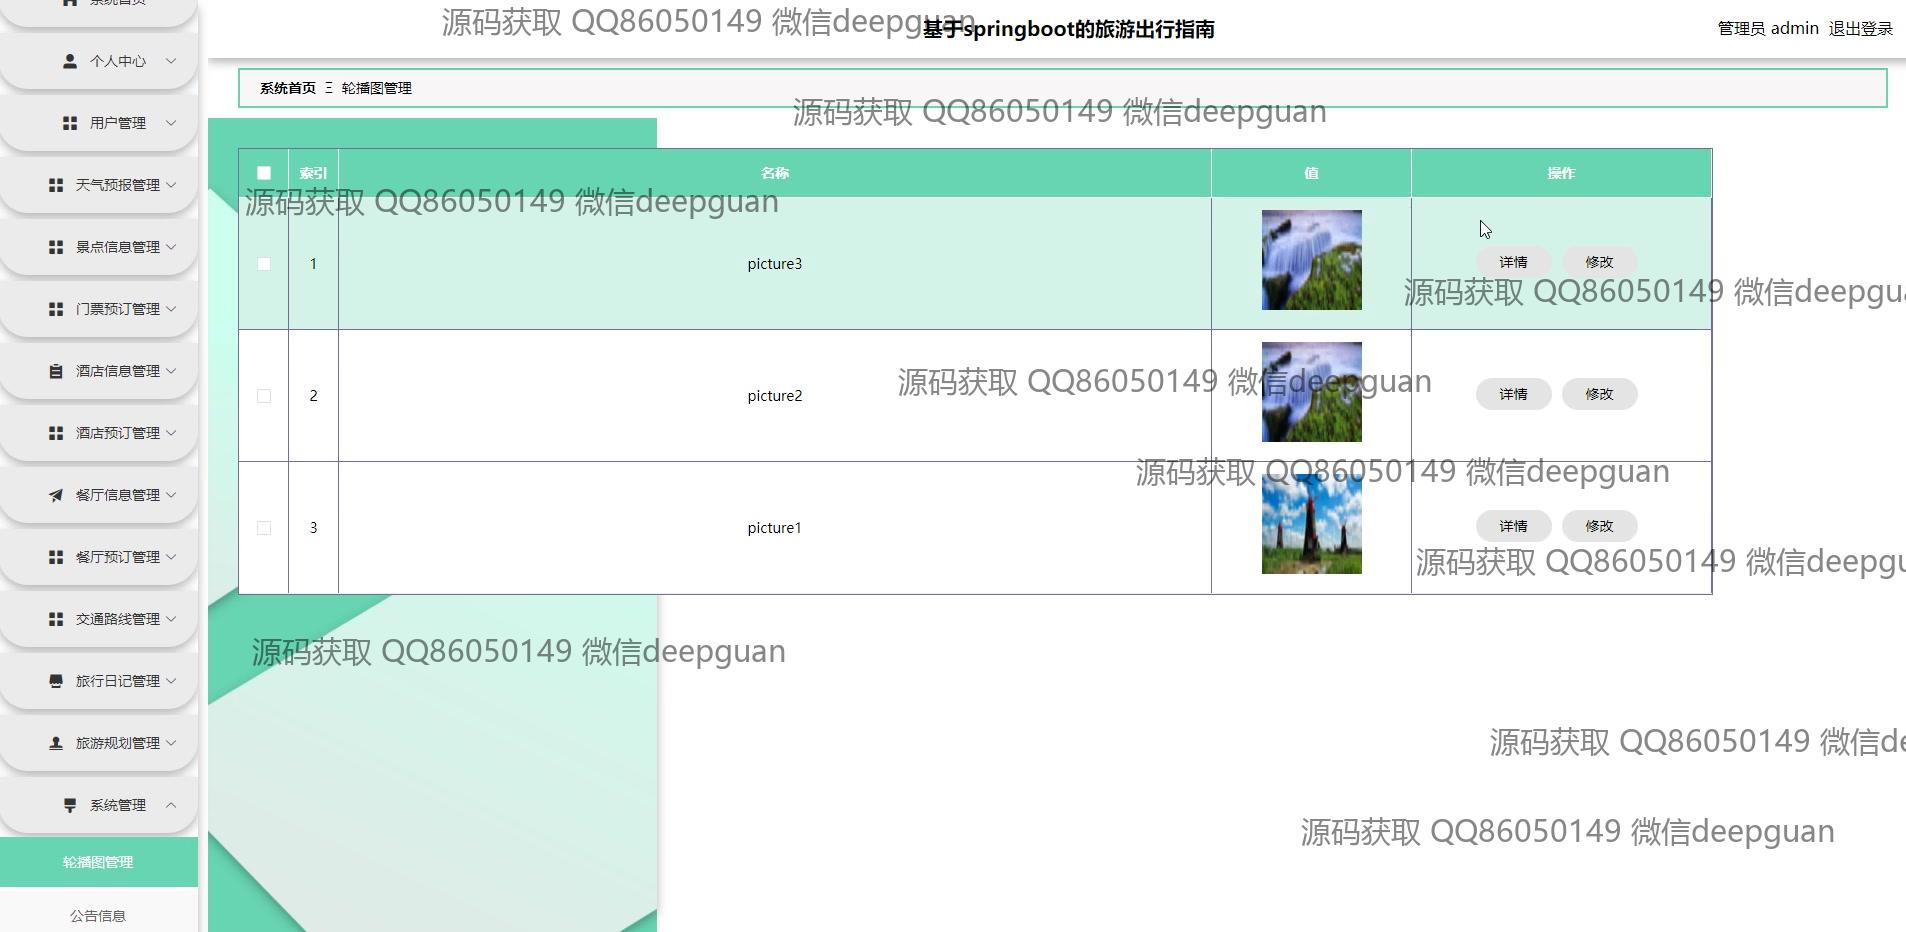 系统首页
源码获取 QQ86050149 微信deepguan
基于springboot的旅游出行指南
管理员 admin 退出登录
个人中心
系统首页 Ξ 轮播图管理
源码获取 QQ86050149 微信deepguan
用户管理
索引 名称 值 操作
天气预报管理
源码获取 QQ86050149 微信deepguan
景点信息管理
1 picture3 详情 修改
源码获取 QQ86050149 微信deepgu
门票预订管理
酒店信息管理
源码获取 QQ86050149 微信deepguan
2 picture2 详情 修改
酒店预订管理
源码获取 QQ86050149 微信deepguan
餐厅信息管理
3 picture1 详情 修改
餐厅预订管理
源码获取 QQ86050149 微信deepgu
交通路线管理
源码获取 QQ86050149 微信deepguan
旅行日记管理
旅游规划管理
源码获取 QQ86050149 微信de
系统管理
源码获取 QQ86050149 微信deepguan
轮播图管理
公告信息